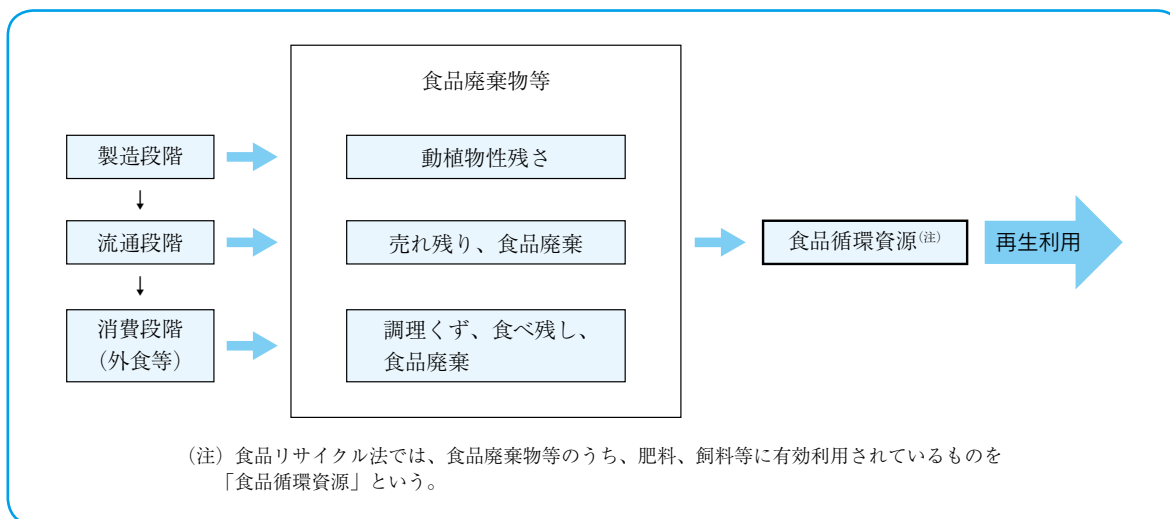 食品廃棄物等
製造段階
動植物性残さ
流通段階
売れ残り、食品廃棄
食品循環資源(注)
再生利用
消費段階
(外食等)
調理くず、食べ残し、
食品廃棄
(注)食品リサイクル法では、食品廃棄物等のうち、肥料、飼料等に有効利用されているものを
「食品循環資源」という。